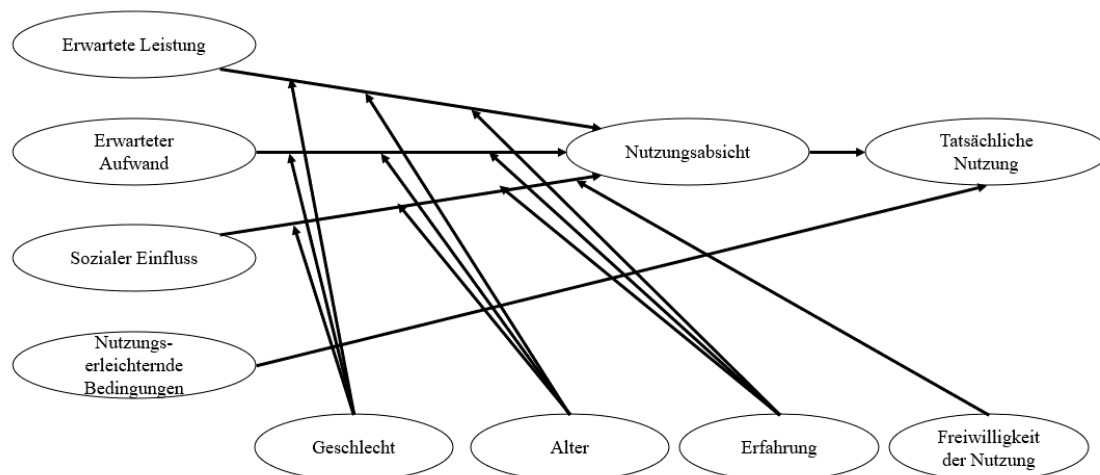 Erwartete Leistung
Erwarteter
Aufwand
Nutzungsabsicht
Tatsächliche
Nutzung
Sozialer Einfluss
Nutzungs-
erleichternde
Bedingungen
Geschlecht
Alter
Erfahrung
Freiwilligkeit
der Nutzung